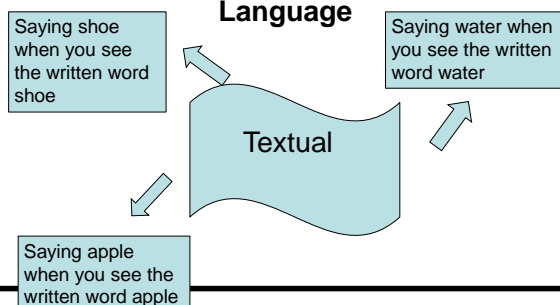 Language
Saying shoe
when you see
the written word
shoe
Saying water when
you see the written
word water
Textual
Saying apple
when you see the
written word apple